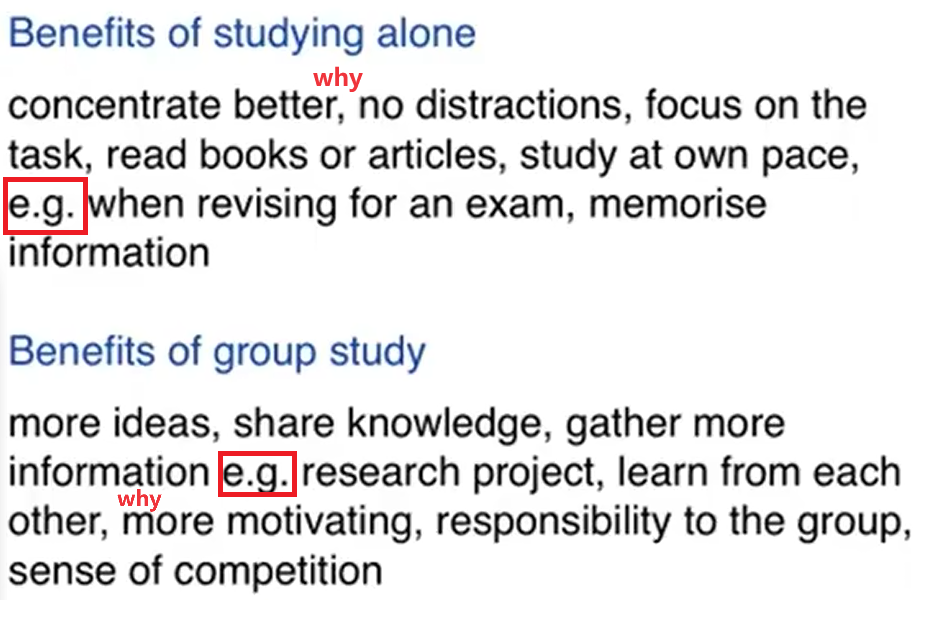 Benefits of studying alone
why
concentrate better, no distractions, focus on the
task, read books or articles, study at own pace,
e.g. when revising for an exam, memorise
information
Benefits of group study
more ideas, share knowledge, gather more
information e.g. research project, learn from each
why
other, more motivating, responsibility to the group,
sense of competition